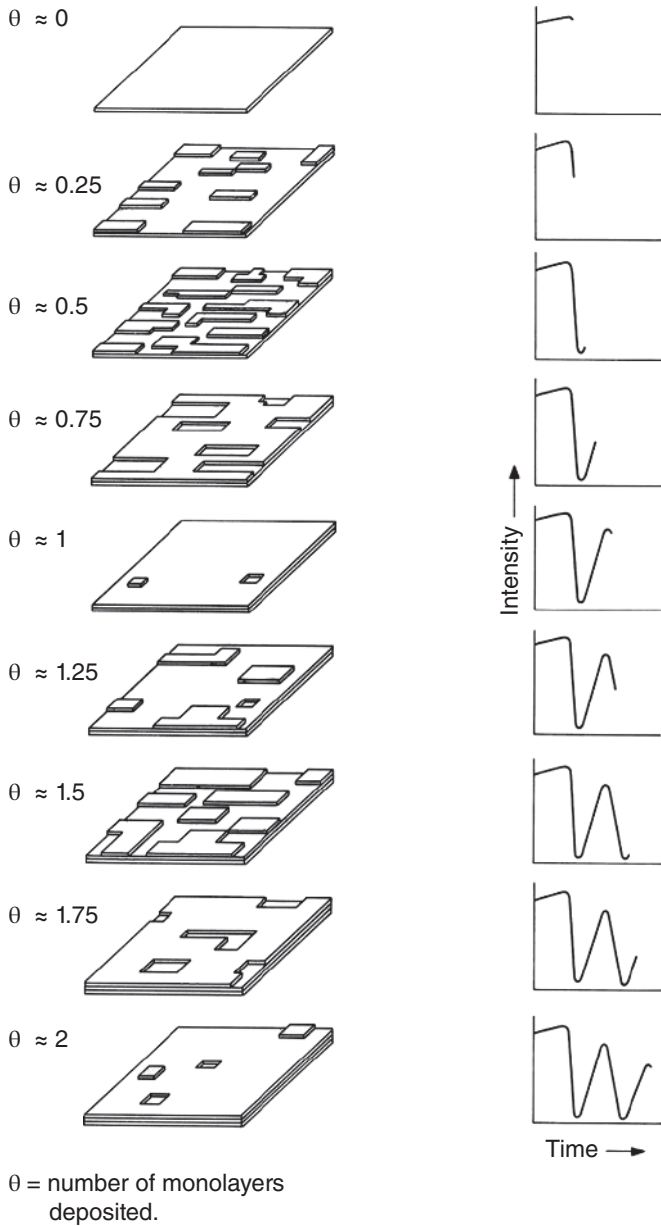 θ ≈ 0
θ ≈ 0.25
θ ≈ 0.5
θ ≈ 0.75
θ ≈ 1
Intensity
θ ≈ 1.25
θ ≈ 1.5
θ ≈ 1.75
θ ≈ 2
Time
θ = number of monolayers
deposited.